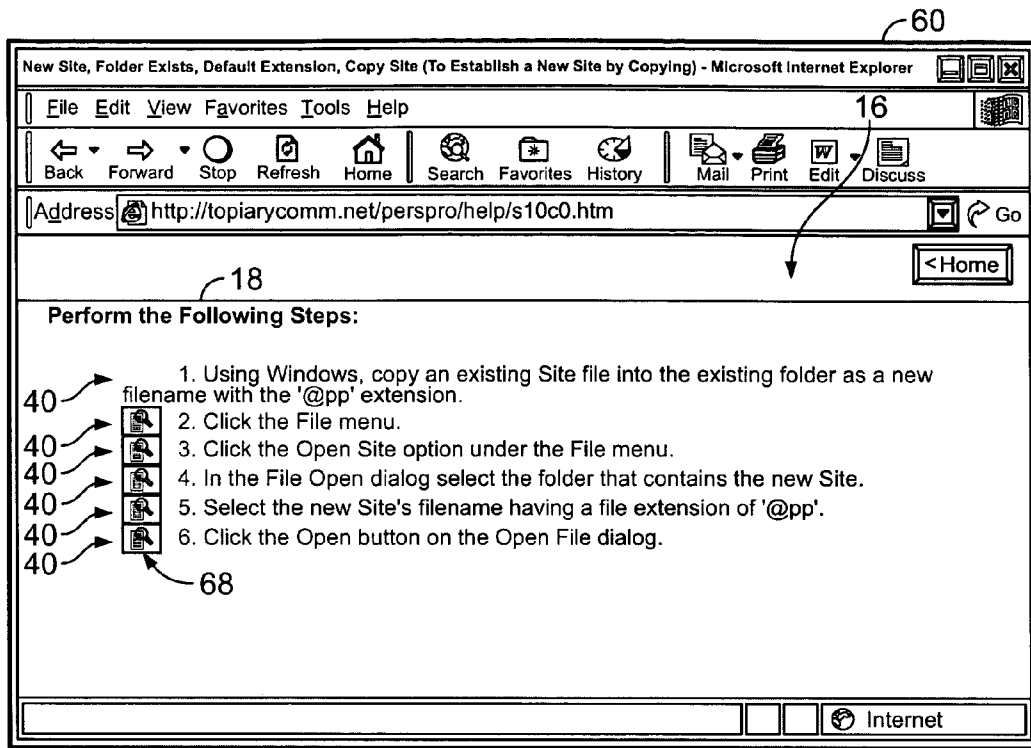 60
New Site, Folder Exists, Default Extension, Copy Site (To Establish a New Site by Copying) - Microsoft Internet Explorer
File Edit View Favorites Tools Help
16
Back Forward Stop Refresh Home Search Favorites History Mail Print Edit Discuss
W
Address http://topiarycomm.net/perspro/help/s10c0.htm Go
<Home
18
Perform the Following Steps:
40 1. Using Windows, copy an existing Site file into the existing folder as a new
filename with the '@pp' extension.
40 2. Click the File menu.
40 3. Click the Open Site option under the File menu.
40 4. In the File Open dialog select the folder that contains the new Site.
40 5. Select the new Site's filename having a file extension of '@pp'.
40 6. Click the Open button on the Open File dialog.
68
Internet